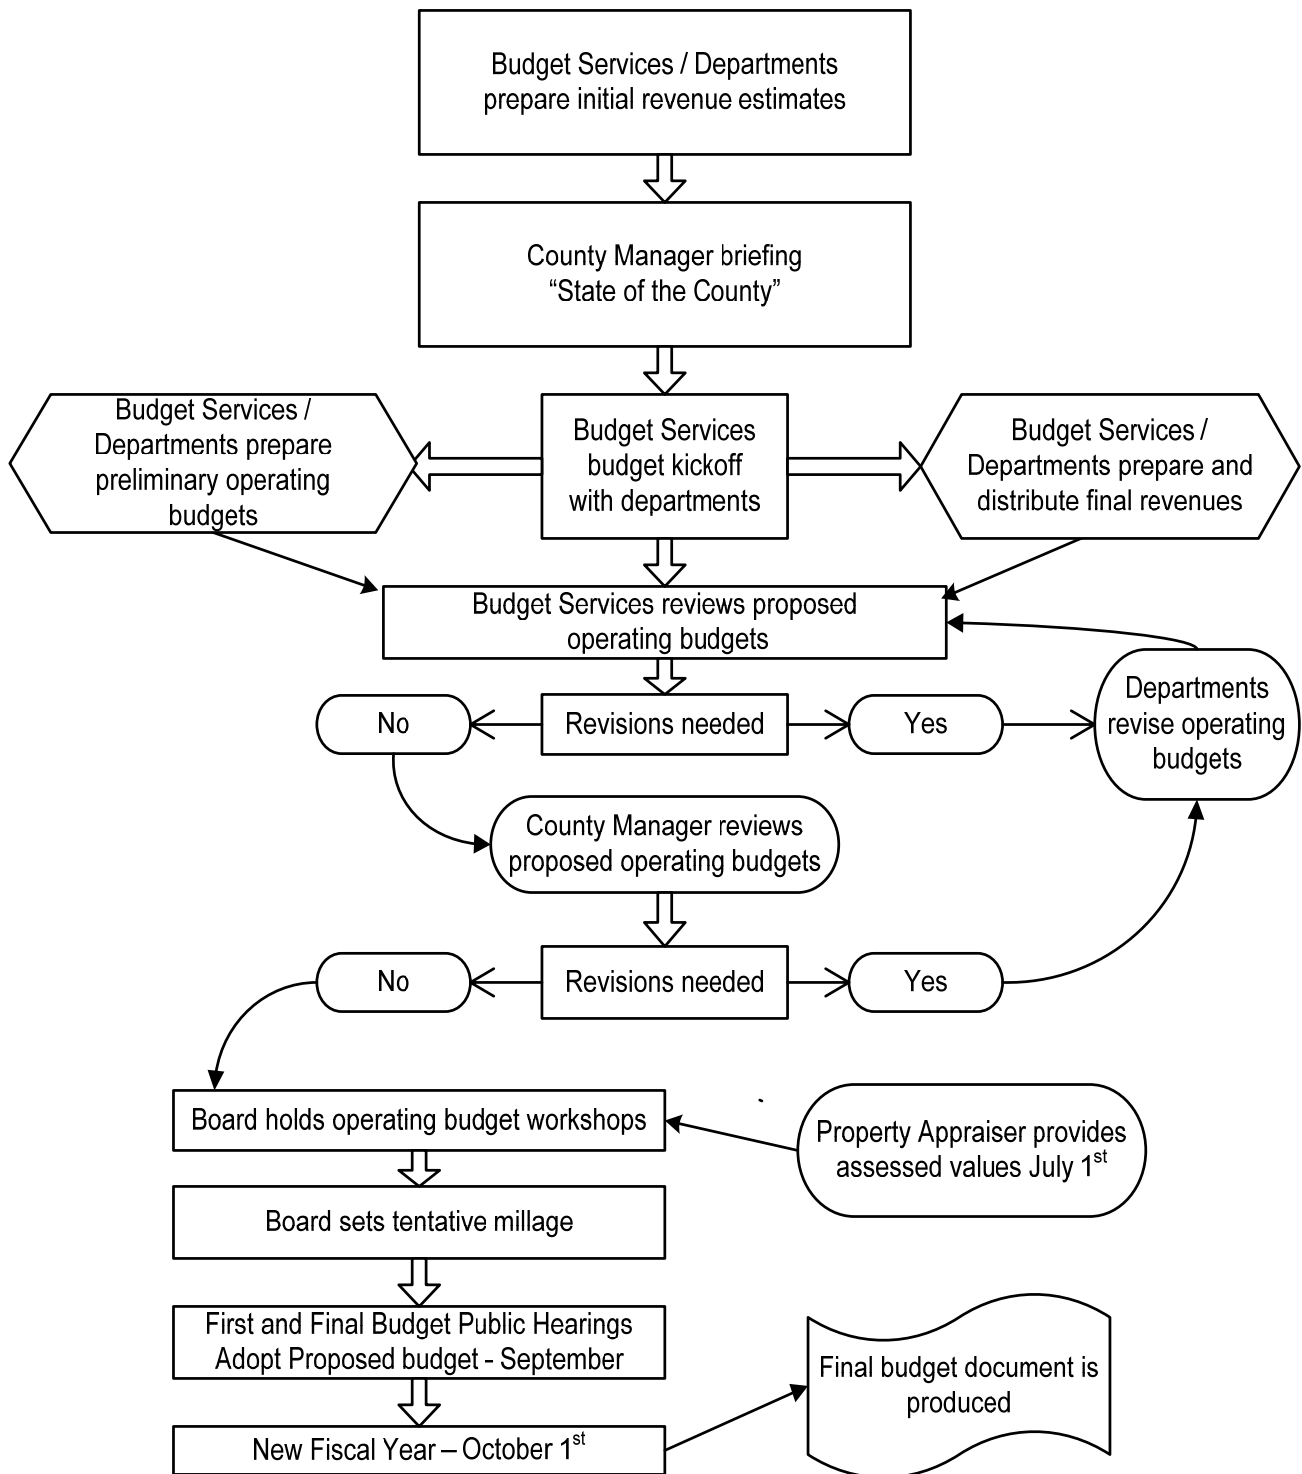 Budget Services / Departments
prepare initial revenue estimates
County Manager briefing
“State of the County”
Budget Services /
Departments prepare
preliminary operating
budgets
Budget Services
budget kickoff
with departments
Budget Services /
Departments prepare and
distribute final revenues
Budget Services reviews proposed
operating budgets
No
Revisions needed
Yes
Departments
revise operating
budgets
County Manager reviews
proposed operating budgets
No
Revisions needed
Yes
Board holds operating budget workshops
Property Appraiser provides
assessed values July 1st
Board sets tentative millage
First and Final Budget Public Hearings
Adopt Proposed budget - September
Final budget document is
produced
New Fiscal Year – October 1st